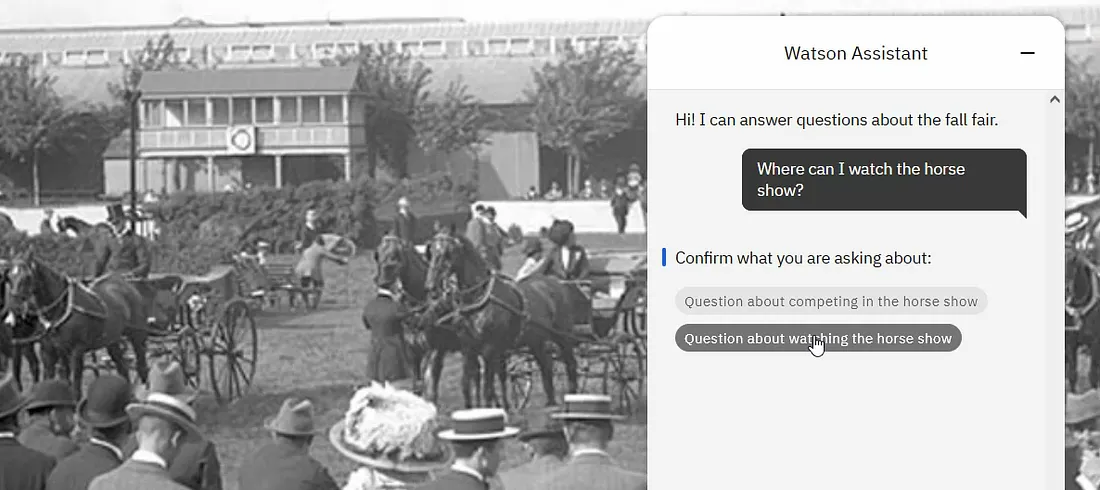 Watson Assistant
Hi! I can answer questions about the fall fair.
Where can I watch the horse
show?
Confirm what you are asking about:
Question about competing in the horse show
Question about watching the horse show